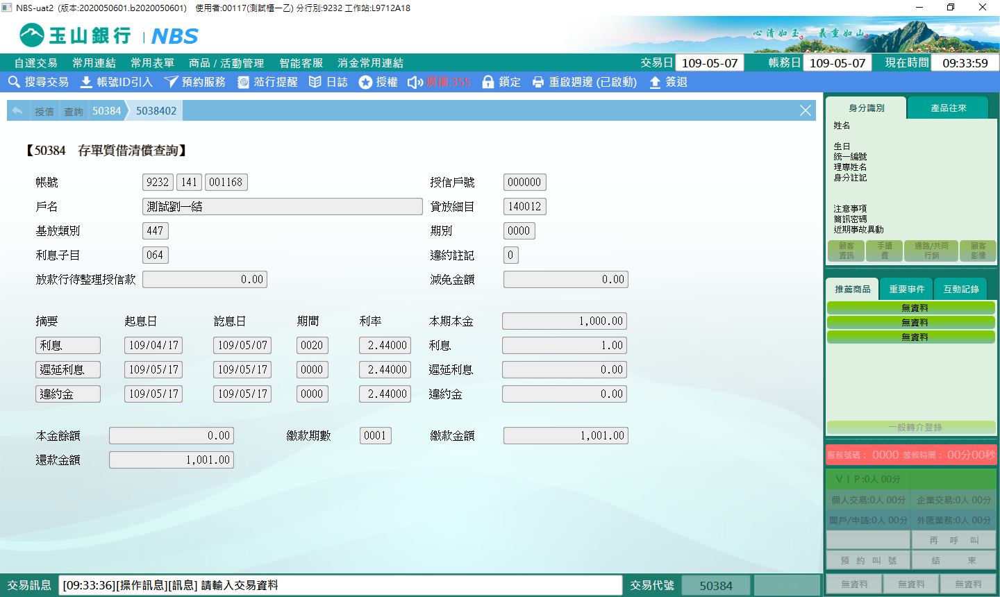 NBS-uat2 (版本:2020050601.b2020050601) 使用者:00117(測試櫃一乙) 分行別:9232 工作站:L9712A18
玉山銀行 | NBS
心清如玉。義重如山。
自選交易 常用連結 常用表單 商品 / 活動管理 智能客服 消金常用連結
交易日 109-05-07 帳務日 109-05-07 現在時間 09:33:59
搜尋交易 帳號ID引入 預約服務 蒞行提醒 日誌 授權 :355 鎖定 重啟週邊 (已啟動) 簽退
授信 查詢 50384 5038402
【50384 存單質借清償查詢】
帳號 9232 141 001168 授信戶號 000000
戶名 測試劉一結 貸放細目 140012
基放類別 447 期別 0000
利息子目 064 違約註記 0
放款行待整理授信款 0.00 減免金額 0.00
摘要 起息日 訖息日 期間 利率 本期本金 1,000.00
利息 109/04/17 109/05/07 0020 2.44000 利息 1.00
遲延利息 109/05/17 109/05/17 0000 2.44000 遲延利息 0.00
違約金 109/05/17 109/05/17 0000 2.44000 違約金 0.00
本金餘額 0.00 繳款期數 0001 繳款金額 1,001.00
還款金額 1,001.00
身分識別 產品往來
姓名
生日
統一編號
理專姓名
身分註記
注意事項
簡訊密碼
近期事故異動
顧客資訊 手續費 通路/共同行銷 顧客影像
推薦商品 重要事件 互動記錄
無資料
無資料
無資料
一般轉介登錄
服務號碼： 0000 等候時間： 00分00秒
ＶＩＰ:0人 00分
個人交易:0人 00分 企業交易:0人 00分
開戶/申請:0人 00分 外匯業務:0人 00分
再 呼 叫
預 約 叫 號 結 束
無資料 無資料 無資料
交易訊息 [09:33:36][操作訊息][訊息] 請輸入交易資料 交易代號 50384